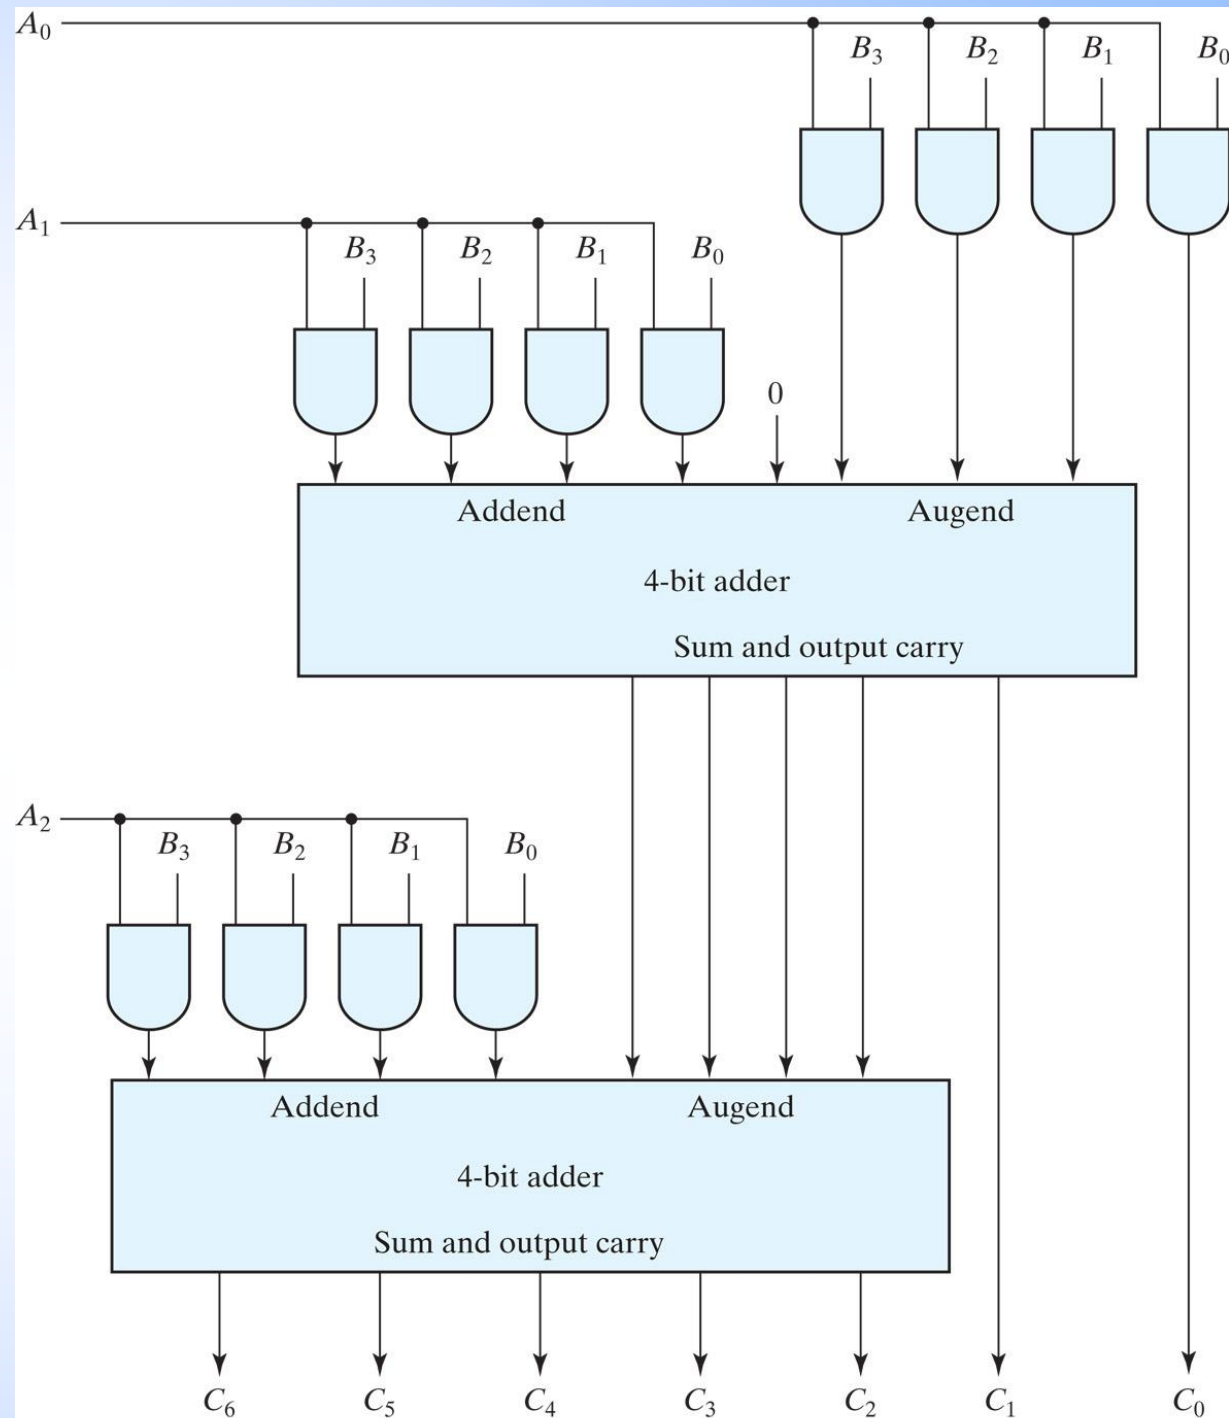 A₀
B₃ B₂ B₁ B₀
A₁
B₃ B₂ B₁ B₀
0
Addend Augend
4-bit adder
Sum and output carry
A₂
B₃ B₂ B₁ B₀
Addend Augend
4-bit adder
Sum and output carry
C₆ C₅ C₄ C₃ C₂ C₁ C₀